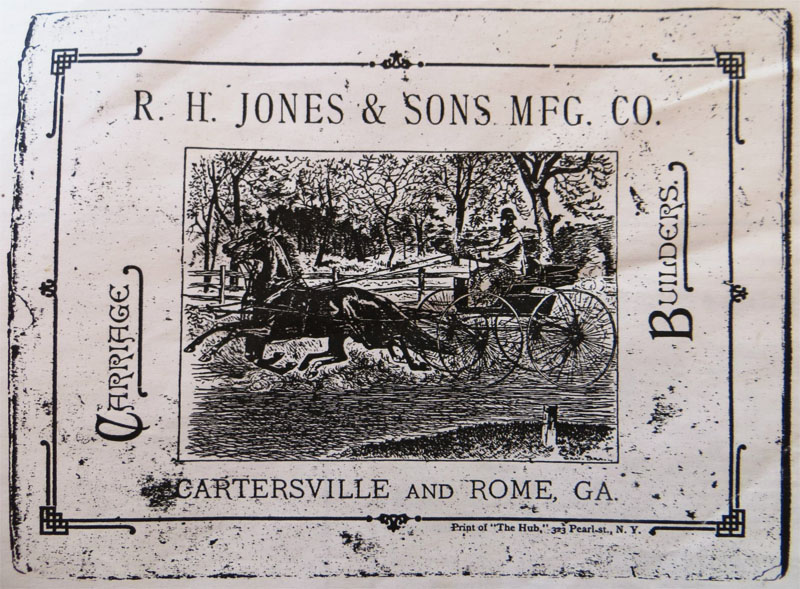 R. H. JONES & SONS MFG. CO.
CARRIAGE
BUILDERS.
CARTERSVILLE AND ROME, GA.
Print of "The Hub," 323 Pearl-st., N. Y.